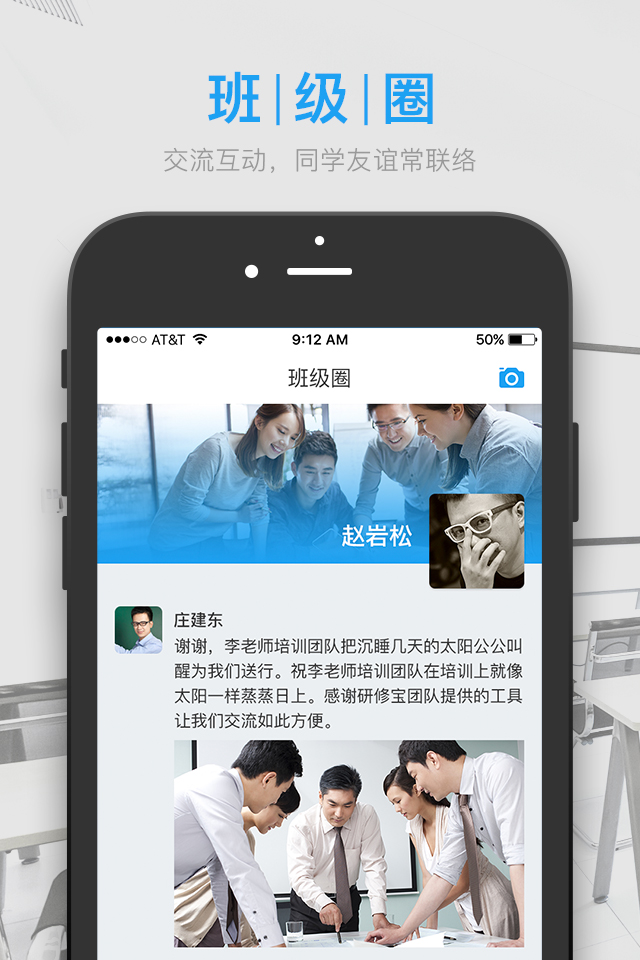 班级圈
交流互动，同学友谊常联络
AT&T 9:12 AM 50%
班级圈
赵岩松
庄建东
谢谢，李老师培训团队把沉睡几天的太阳公公叫
醒为我们送行。祝李老师培训团队在培训上就像
太阳一样蒸蒸日上。感谢研修宝团队提供的工具
让我们交流如此方便。